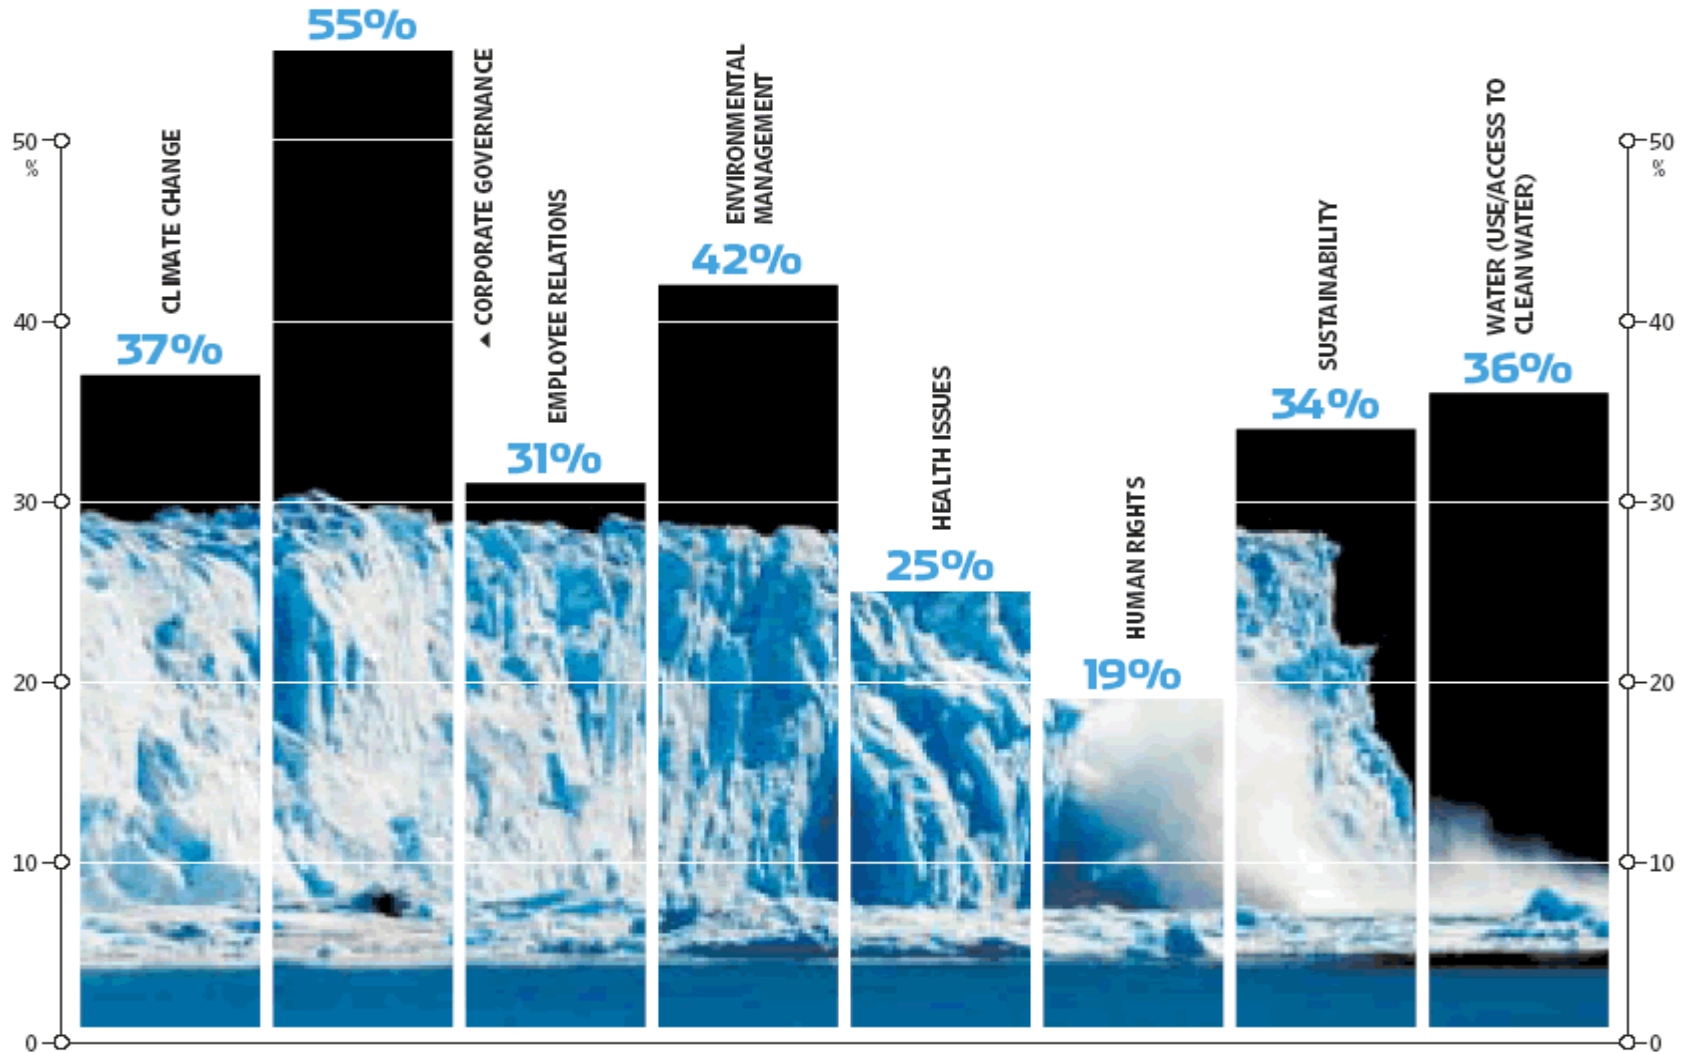 55%
▲ CORPORATE GOVERNANCE
ENVIRONMENTAL
MANAGEMENT
42%
CLIMATE CHANGE
37%
EMPLOYEE RELATIONS
31%
HEALTH ISSUES
25%
HUMAN RIGHTS
19%
SUSTAINABILITY
34%
WATER (USE/ACCESS TO
CLEAN WATER)
36%
50
%
40
30
20
10
0
50
%
40
30
20
10
0